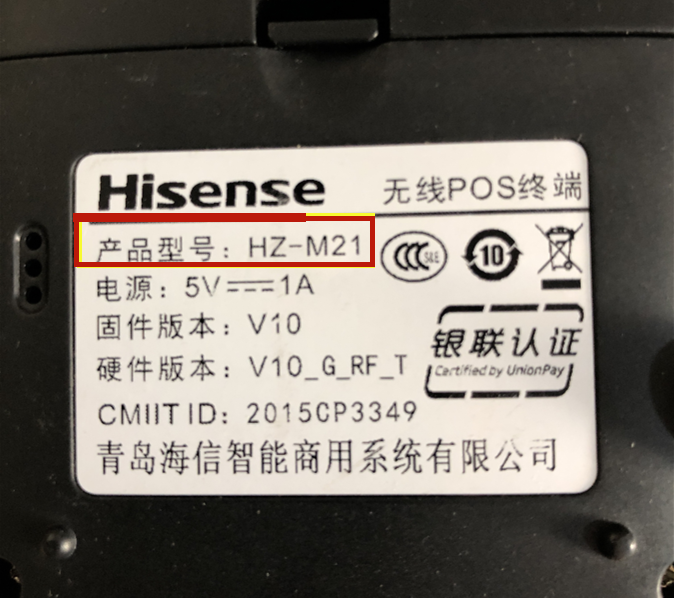 Hisense 无线POS终端
产品型号：HZ-M21
CCC S&E 10
电源：5V⎓1A
固件版本：V10
银联认证
硬件版本：V10_G_RF_T
Certified by UnionPay
CMIIT ID：2015CP3349
青岛海信智能商用系统有限公司